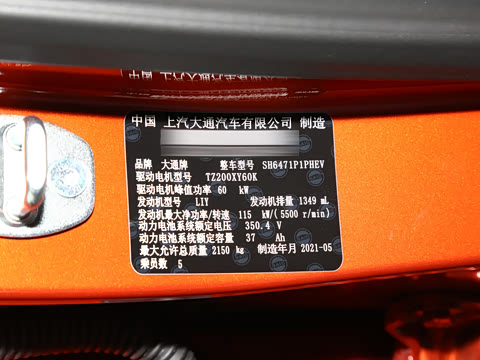 中国 上汽大通汽车有限公司 制造
品牌 大通牌 整车型号 SH6471P1PHEV
驱动电机型号 TZ200XY60K
驱动电机峰值功率 60 kW
发动机型号 L1Y 发动机排量 1349 mL
发动机最大净功率/转速 115 kW/(5500 r/min)
动力电池系统额定电压 350.4 V
动力电池系统额定容量 37 Ah
最大允许总质量 2150 kg 制造年月 2021-05
乘员数 5